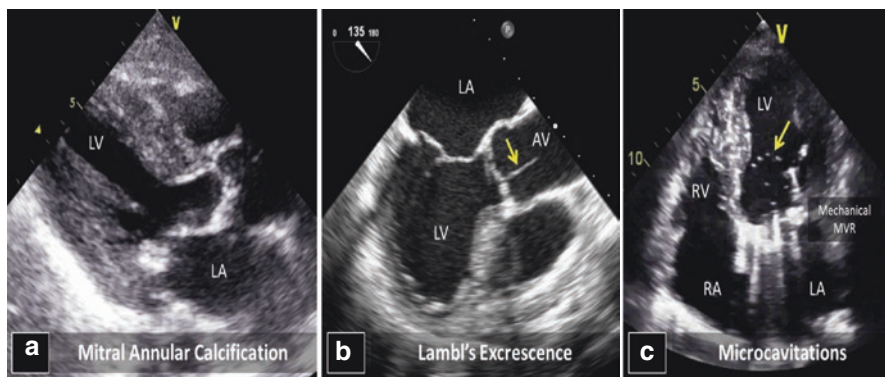 V
5
4
LV
LA
a
Mitral Annular Calcification
0 135 180
P
LA
AV
LV
b
Lambl's Excrescence
V
5
LV
10
RV
Mechanical
MVR
RA
LA
c
Microcavitations